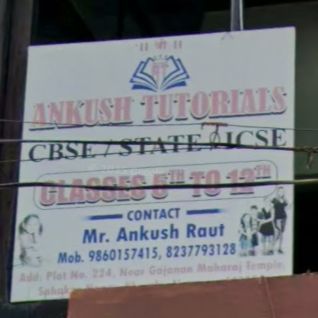 || श्री ||
ANKUSH TUTORIALS
CBSE / STATE / ICSE
CLASSES 5TH TO 12TH
CONTACT
Mr. Ankush Raut
Mob. 9860157415, 8237793128
Add. Plot No. 224, Near Gajanan Maharaj Temple,